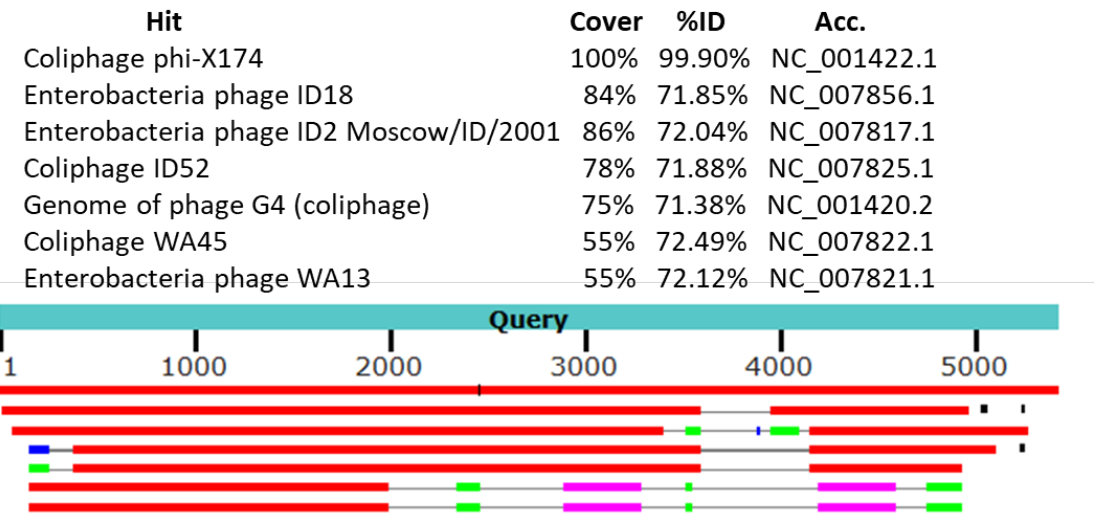 Hit Cover %ID Acc.
Coliphage phi-X174 100% 99.90% NC_001422.1
Enterobacteria phage ID18 84% 71.85% NC_007856.1
Enterobacteria phage ID2 Moscow/ID/2001 86% 72.04% NC_007817.1
Coliphage ID52 78% 71.88% NC_007825.1
Genome of phage G4 (coliphage) 75% 71.38% NC_001420.2
Coliphage WA45 55% 72.49% NC_007822.1
Enterobacteria phage WA13 55% 72.12% NC_007821.1
Query
1 1000 2000 3000 4000 5000